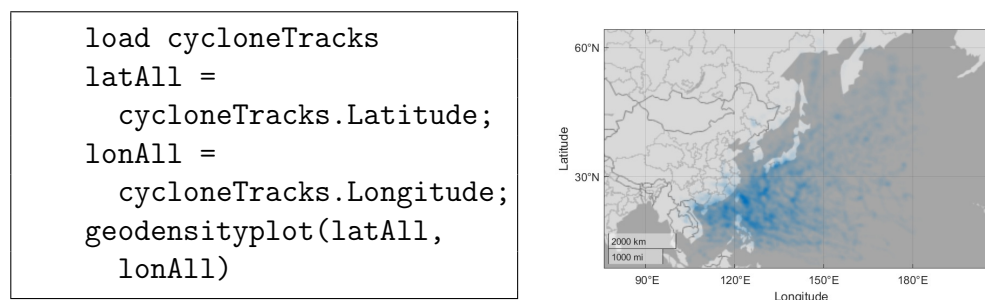 load cycloneTracks
latAll =
cycloneTracks.Latitude;
lonAll =
cycloneTracks.Longitude;
geodensityplot(latAll,
lonAll)
60°N
30°N
Latitude
2000 km
1000 mi
90°E
120°E
150°E
180°E
Longitude